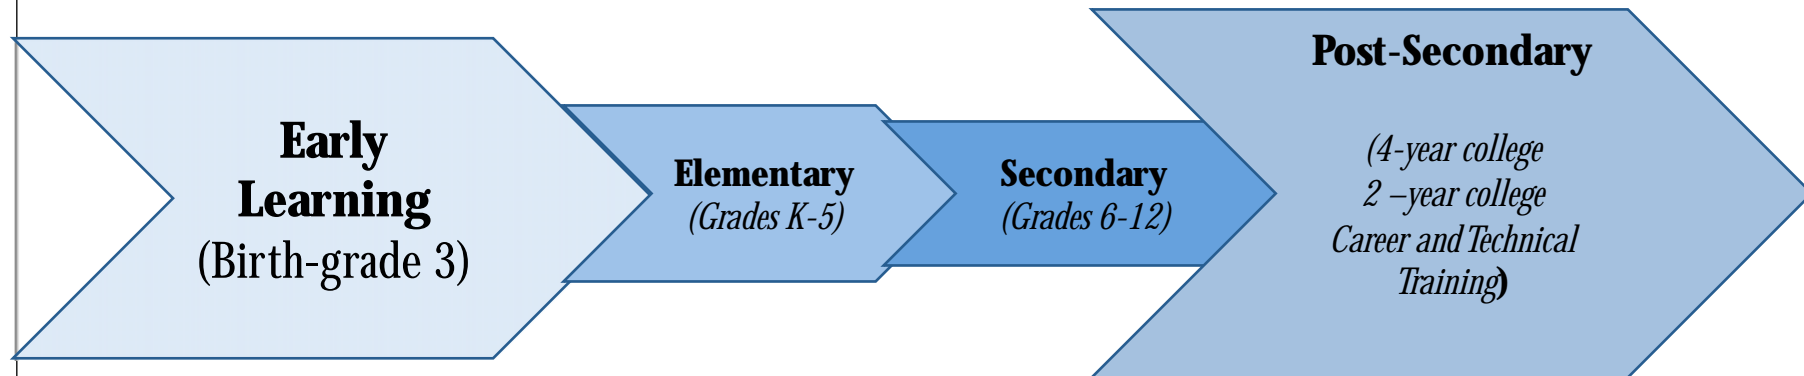 Early
Learning
(Birth-grade 3)
Elementary
(Grades K-5)
Secondary
(Grades 6-12)
Post-Secondary
(4-year college
2 –year college
Career and Technical
Training)